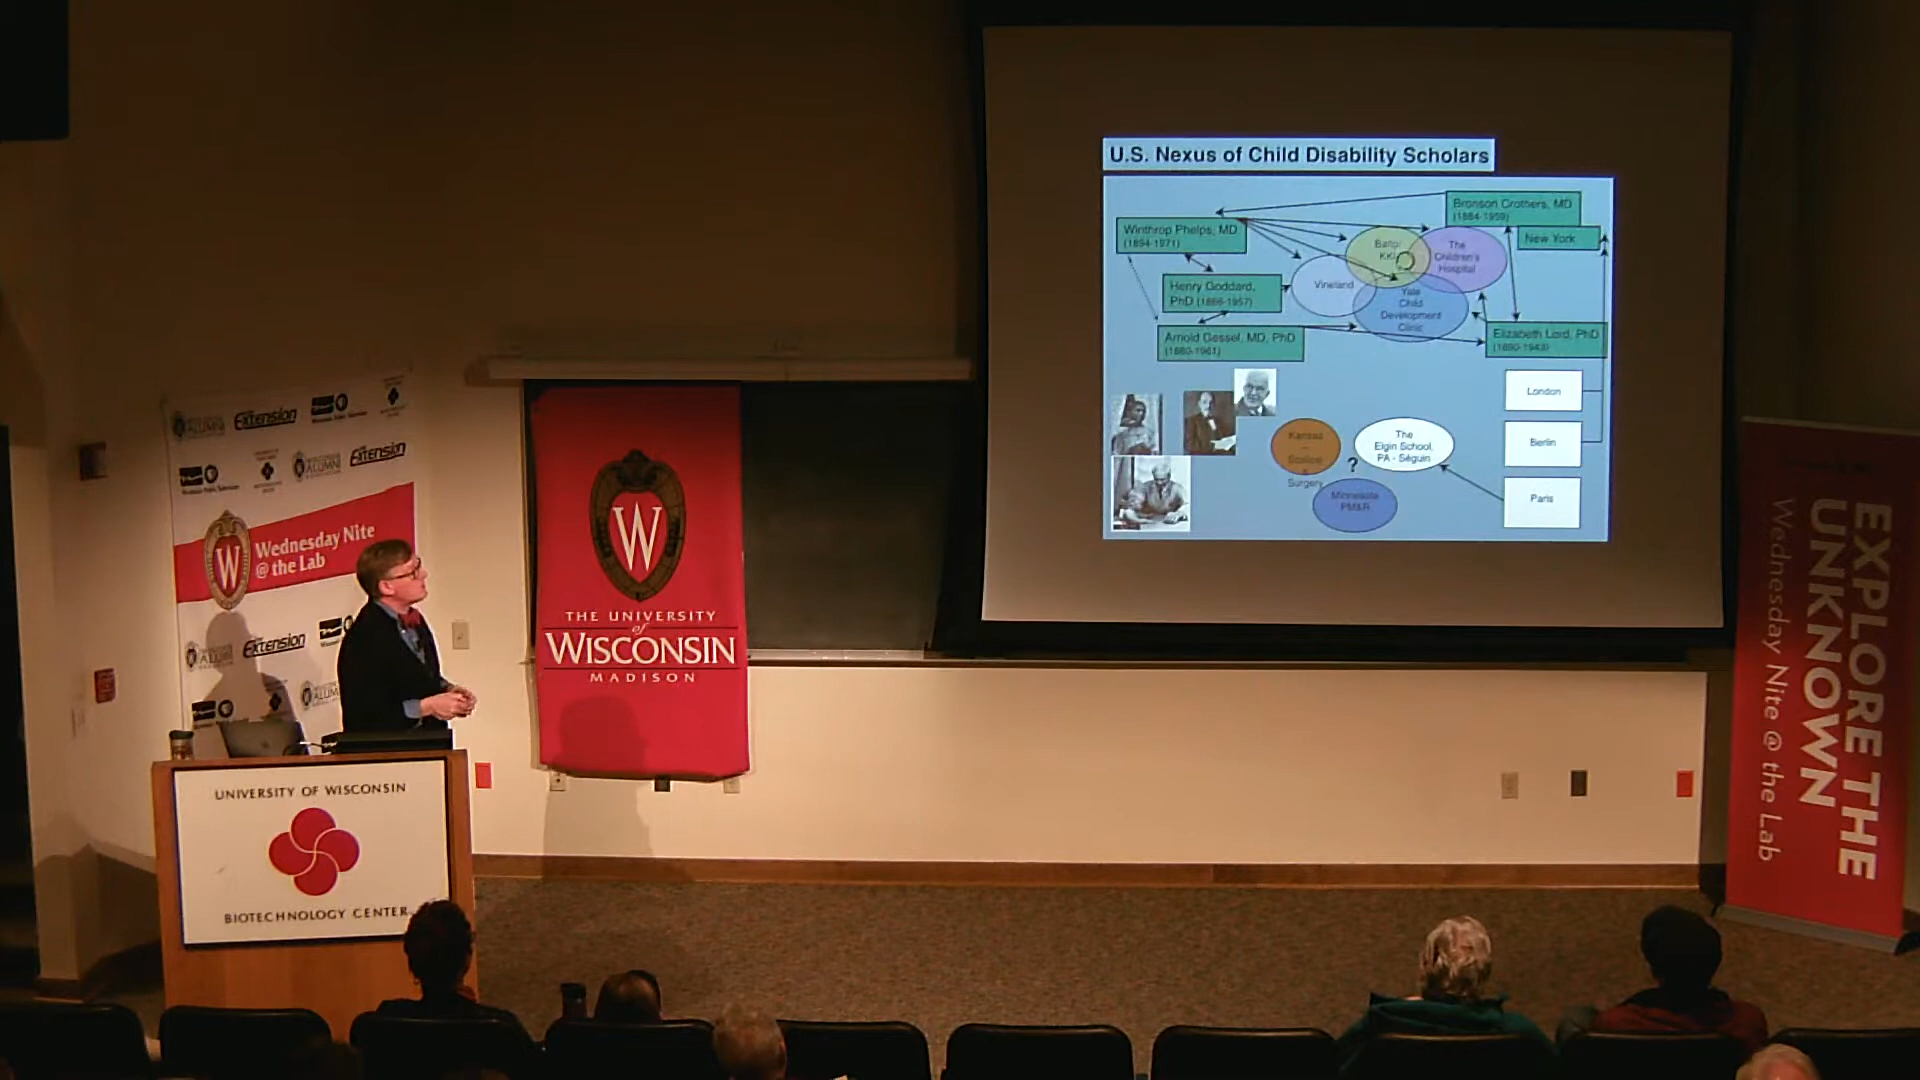 U.S. Nexus of Child Disability Scholars
Bronson Crothers, MD
(1884-1959)
New York
Winthrop Phelps, MD
(1894-1971)
The
Children's
Hospital
Vineland
Henry Goddard,
PhD (1866-1957)
Yale
Child
Development
Clinic
Arnold Gessel, MD, PhD
(1880-1961)
Elizabeth Lord, PhD
London
Berlin
Paris
Kansas
Surgery
?
The
Elgin School,
PA - Séguin
Minnesota
PM&R
Extension
Extension
W
Wednesday Nite
@ the Lab
Extension
W
THE UNIVERSITY
of
WISCONSIN
MADISON
UNIVERSITY OF WISCONSIN
BIOTECHNOLOGY CENTER
EXPLORE THE
UNKNOWN
Wednesday Nite @ the Lab